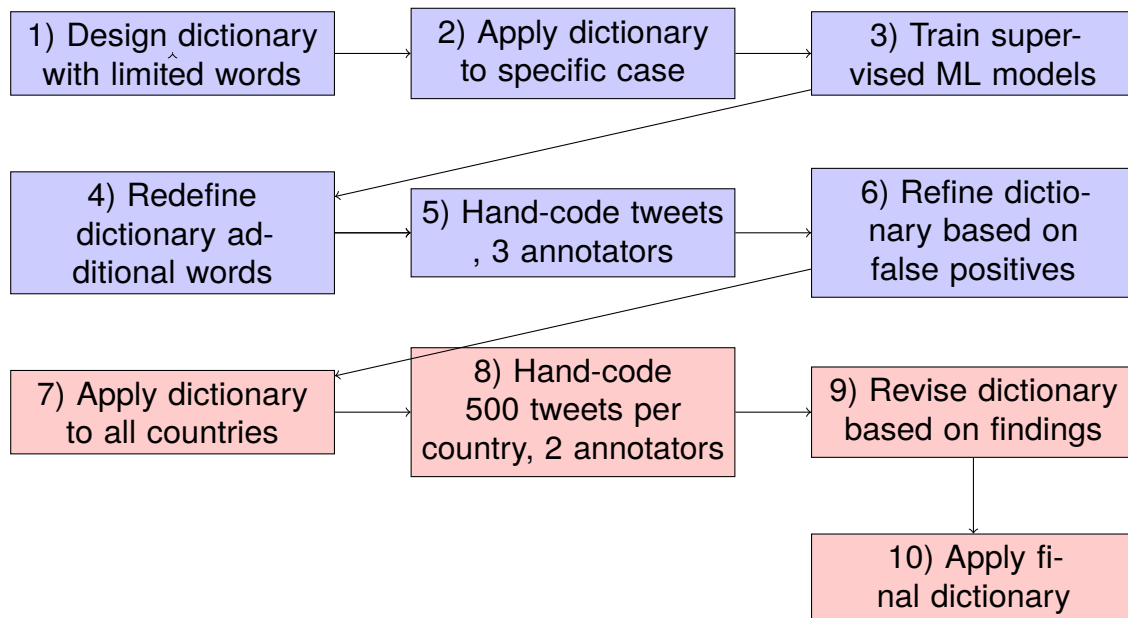 1) Design dictionary
with limited words
2) Apply dictionary
to specific case
3) Train super-
vised ML models
4) Redefine
dictionary ad-
ditional words
5) Hand-code tweets
, 3 annotators
6) Refine dictio-
nary based on
false positives
7) Apply dictionary
to all countries
8) Hand-code
500 tweets per
country, 2 annotators
9) Revise dictionary
based on findings
10) Apply fi-
nal dictionary